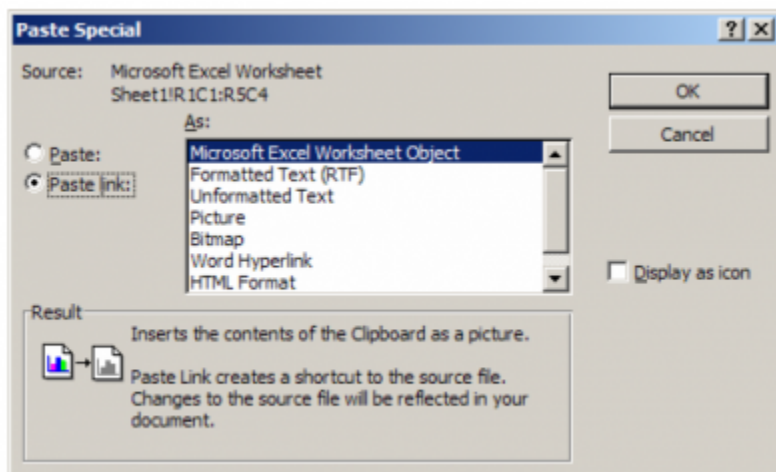 Paste Special
Source: Microsoft Excel Worksheet
Sheet1!R1C1:R5C4
As:
Paste:
Paste link:
Microsoft Excel Worksheet Object
Formatted Text (RTF)
Unformatted Text
Picture
Bitmap
Word Hyperlink
HTML Format
OK
Cancel
Display as icon
Result
Inserts the contents of the Clipboard as a picture.
Paste Link creates a shortcut to the source file.
Changes to the source file will be reflected in your
document.